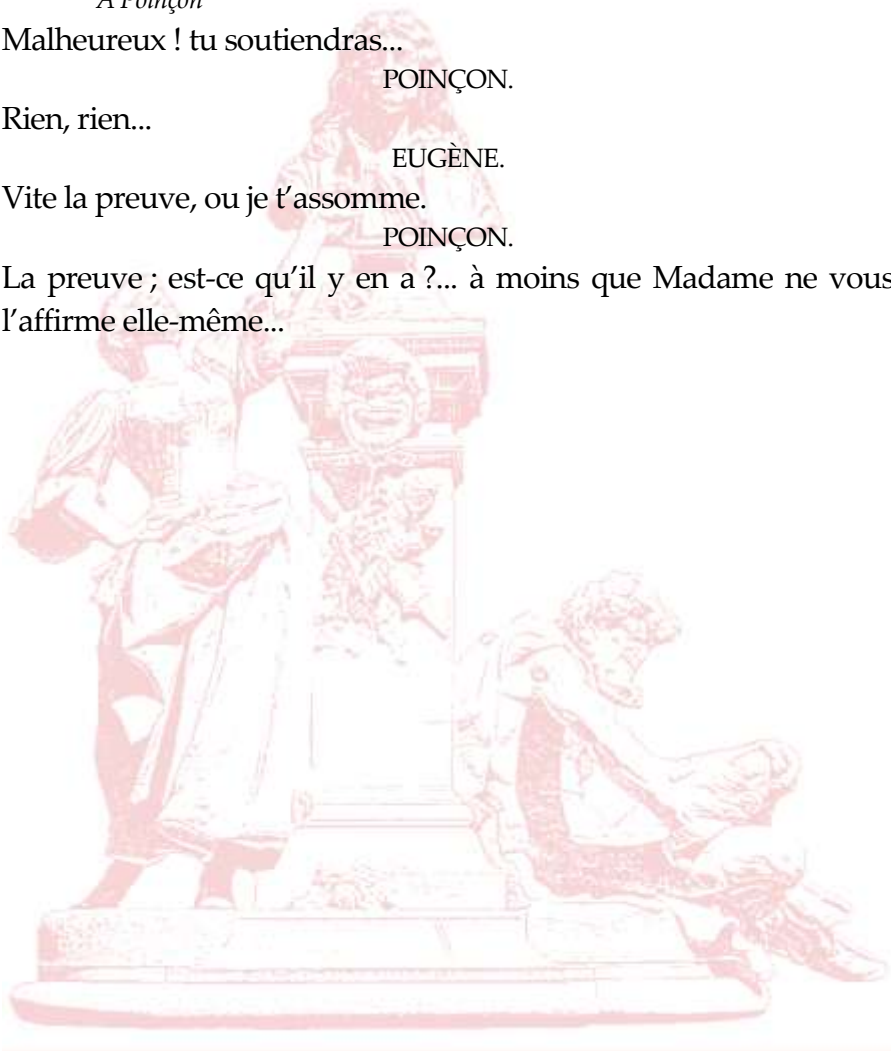 À Poinçon
Malheureux ! tu soutiendras...
POINÇON.
Rien, rien...
EUGÈNE.
Vite la preuve, ou je t’assomme.
POINÇON.
La preuve ; est-ce qu’il y en a ?... à moins que Madame ne vous
l’affirme elle-même...